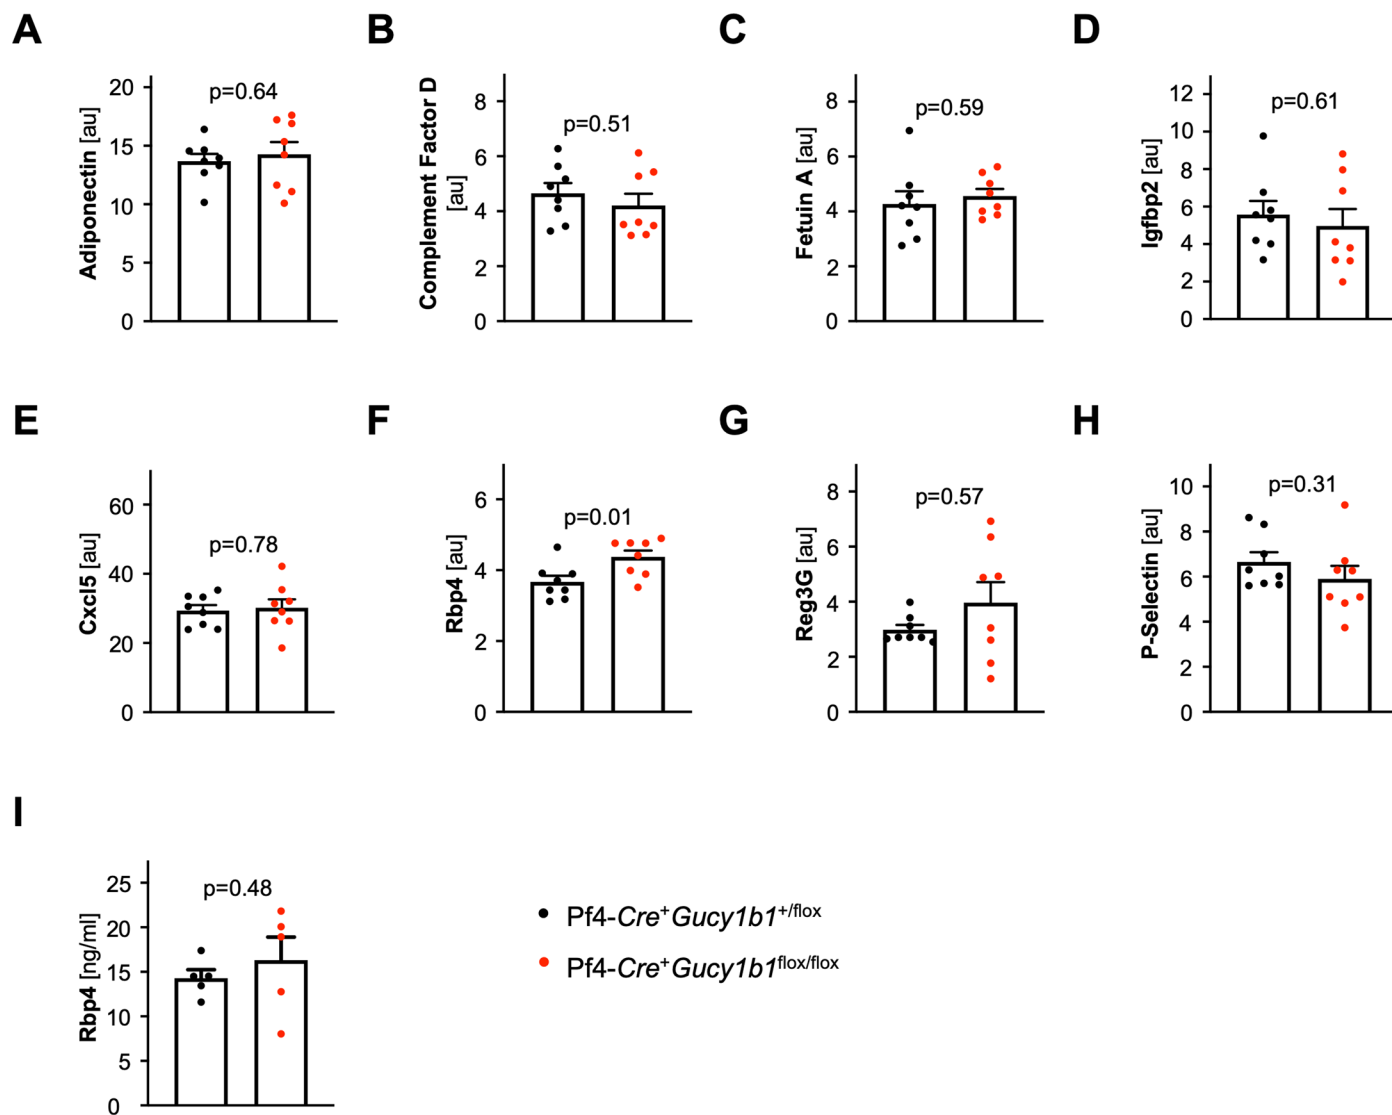 A
B
C
D
Adiponectin [au]
20
15
10
5
0
p=0.64
Complement Factor D
[au]
8
6
4
2
0
p=0.51
Fetuin A [au]
8
6
4
2
0
p=0.59
Igfbp2 [au]
12
10
8
6
4
2
0
p=0.61
E
F
G
H
Cxcl5 [au]
60
40
20
0
p=0.78
Rbp4 [au]
6
4
2
0
p=0.01
Reg3G [au]
8
6
4
2
0
p=0.57
P-Selectin [au]
10
8
6
4
2
0
p=0.31
I
Rbp4 [ng/ml]
25
20
15
10
5
0
p=0.48
Pf4-Cre⁺Gucy1b1⁺/ᶠˡᵒˣ
Pf4-Cre⁺Gucy1b1ᶠˡᵒˣ/ᶠˡᵒˣ